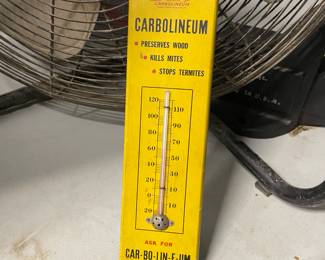 CARBOLINEUM
CARBOLINEUM
• PRESERVES WOOD
• KILLS MITES
• STOPS TERMITES
120
110
100
90
80
70
60
50
40
30
20
10
0
10
20
ASK FOR
CAR-BO-LIN-E-UM
U.S.A.